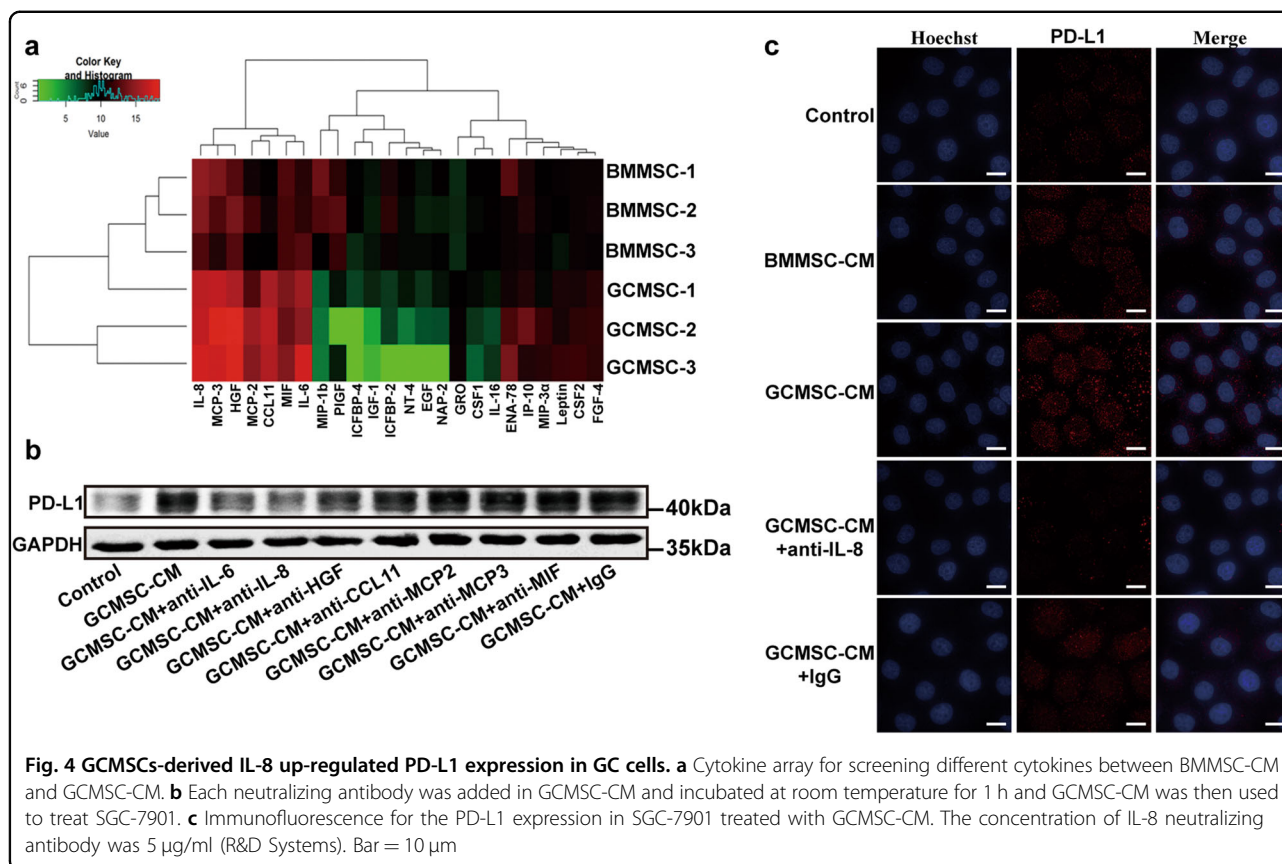 a
Color Key
and Histogram
Count
0 6
5 10 15
Value
BMMSC-1
BMMSC-2
BMMSC-3
GCMSC-1
GCMSC-2
GCMSC-3
IL-8
MCP-3
HGF
MCP-2
CCL11
MIF
IL-6
MIP-1b
PIGF
ICFBP-4
IGF-1
ICFBP-2
NT-4
EGF
NAP-2
GRO
CSF1
IL-16
ENA-78
IP-10
MIP-3α
Leptin
CSF2
FGF-4
b
PD-L1
40kDa
GAPDH
35kDa
Control
GCMSC-CM
GCMSC-CM+anti-IL-6
GCMSC-CM+anti-IL-8
GCMSC-CM+anti-HGF
GCMSC-CM+anti-CCL11
GCMSC-CM+anti-MCP2
GCMSC-CM+anti-MCP3
GCMSC-CM+anti-MIF
GCMSC-CM+IgG
c
Hoechst PD-L1 Merge
Control
BMMSC-CM
GCMSC-CM
GCMSC-CM
+anti-IL-8
GCMSC-CM
+IgG
Fig. 4 GCMSCs-derived IL-8 up-regulated PD-L1 expression in GC cells. a Cytokine array for screening different cytokines between BMMSC-CM
and GCMSC-CM. b Each neutralizing antibody was added in GCMSC-CM and incubated at room temperature for 1 h and GCMSC-CM was then used
to treat SGC-7901. c Immunofluorescence for the PD-L1 expression in SGC-7901 treated with GCMSC-CM. The concentration of IL-8 neutralizing
antibody was 5 µg/ml (R&D Systems). Bar = 10 µm